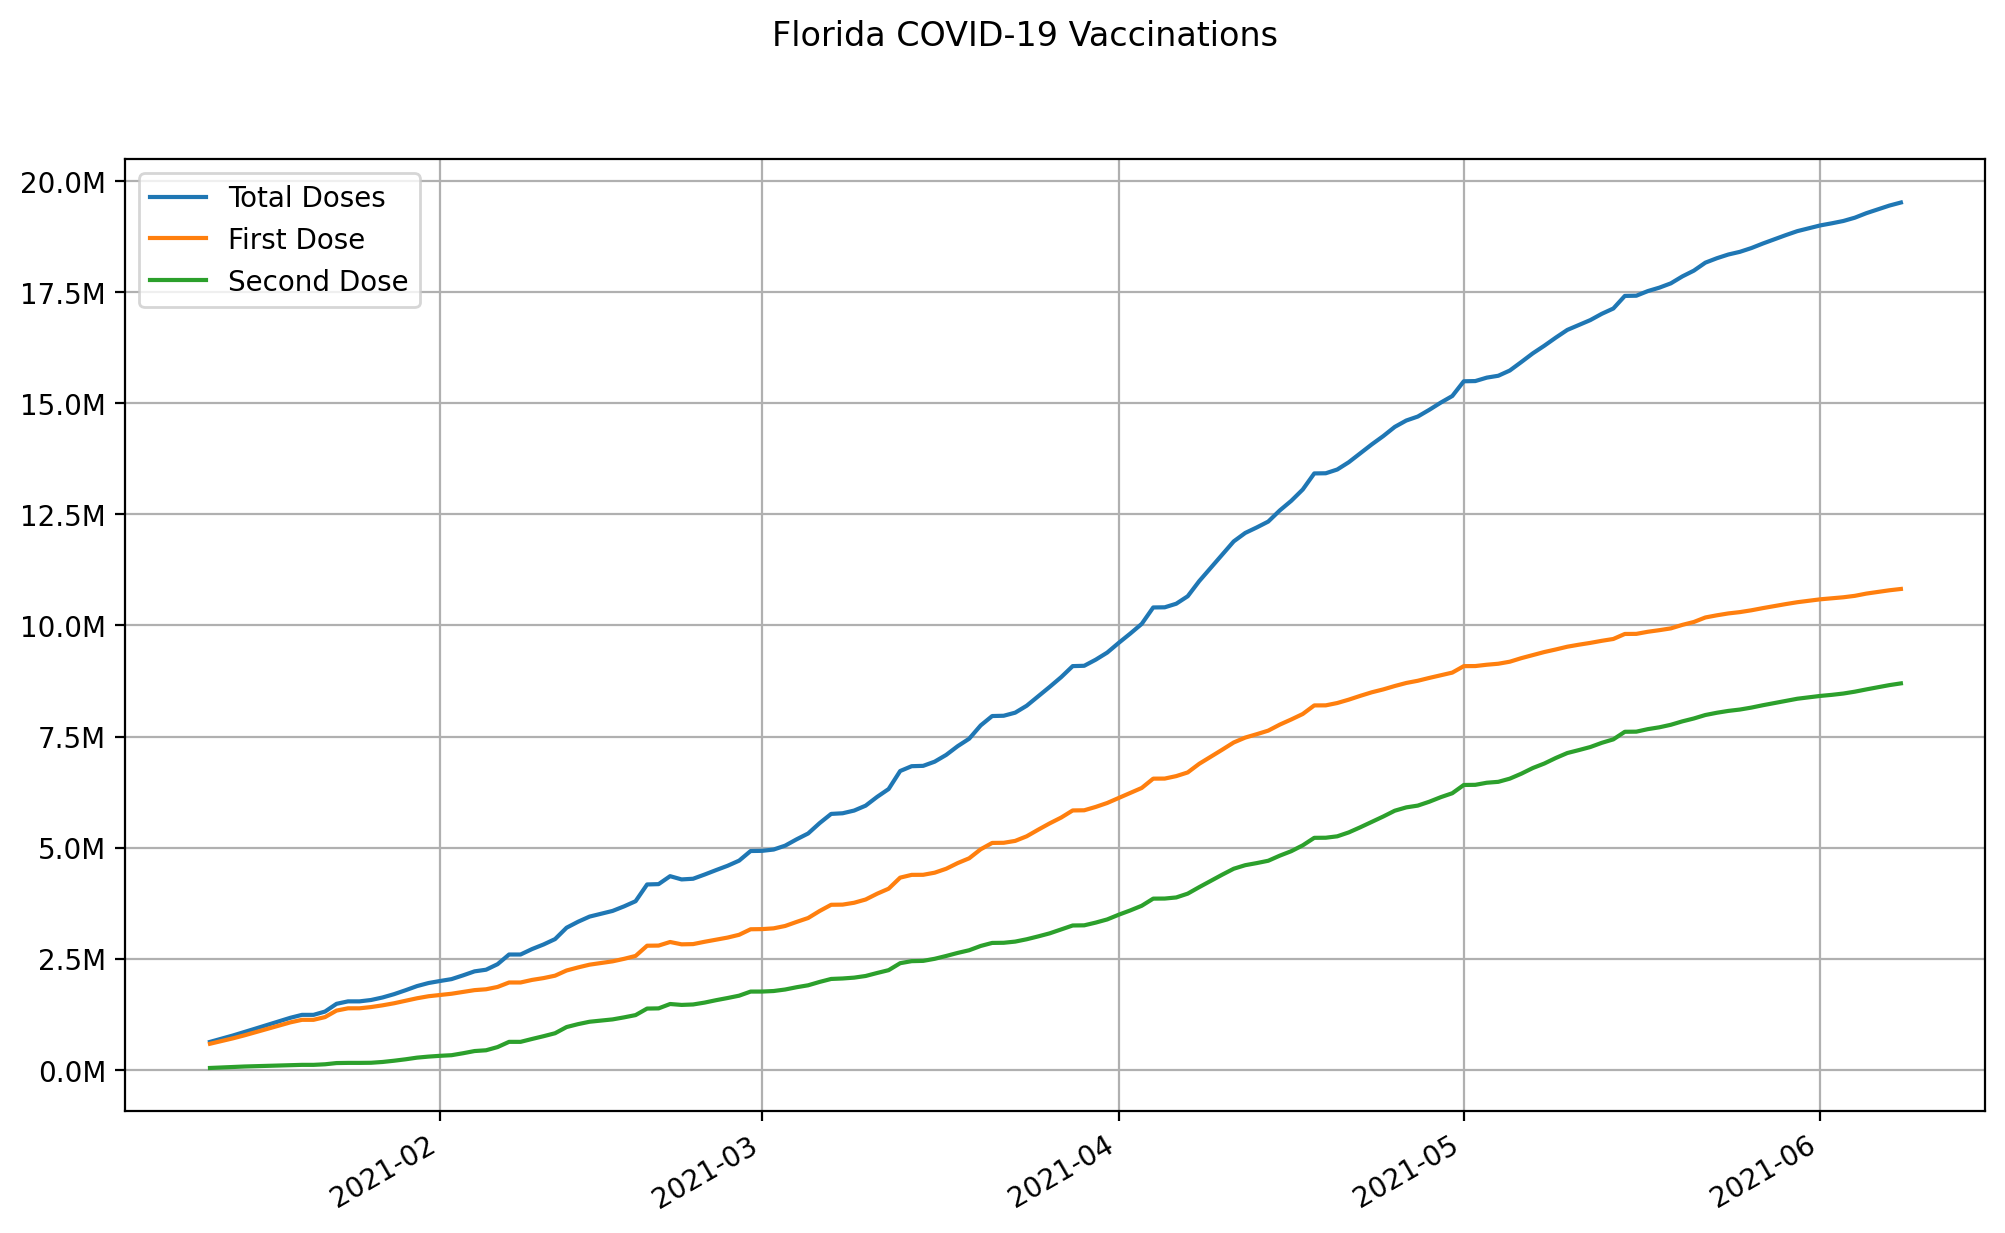 Florida COVID-19 Vaccinations
20.0M
17.5M
15.0M
12.5M
10.0M
7.5M
5.0M
2.5M
0.0M
Total Doses
First Dose
Second Dose
2021-02
2021-03
2021-04
2021-05
2021-06